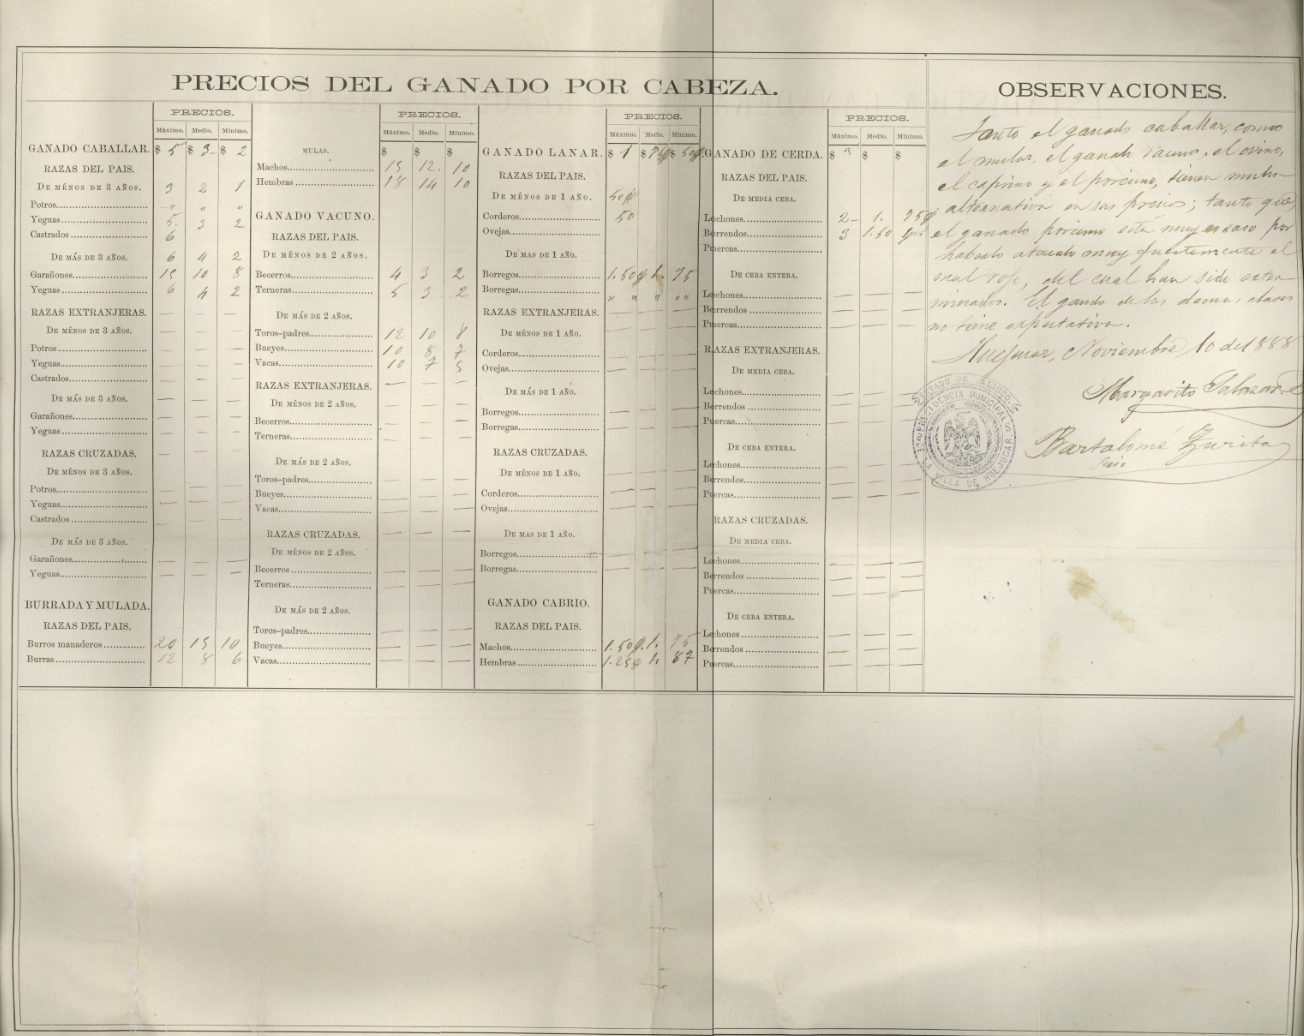 PRECIOS DEL GANADO POR CABEZA.
PRECIOS.
Máximo. Medio. Mínimo.
GANADO CABALLAR. $ 5 $ 3 $ 2
RAZAS DEL PAIS.
DE MÉNOS DE 3 AÑOS. 3 2 1
Potros " " "
Yeguas 5. 3 2
Castrados 6
DE MÁS DE 3 AÑOS. 6 4 2
Garañones 15 10 8
Yeguas 6 4 2
RAZAS EXTRANJERAS. — —
DE MÉNOS DE 3 AÑOS.
Potros — — —
Yeguas — — —
Castrados — — —
DE MÁS DE 3 AÑOS.
Garañones — — —
Yeguas — — —
RAZAS CRUZADAS. — —
DE MÉNOS DE 3 AÑOS.
Potros — — —
Yeguas — — —
Castrados — — —
DE MÁS DE 3 AÑOS.
Garañones — — —
Yeguas — — —
BURRADA Y MULADA.
RAZAS DEL PAIS.
Burros manaderos 20 15 10
Burras 12 8 6
PRECIOS.
Máximo. Medio. Mínimo.
MULAS. $ $ $
Machos 15 12. 10
Hembras 18 14 10
GANADO VACUNO.
RAZAS DEL PAIS.
DE MÉNOS DE 2 AÑOS.
Becerros 4 3 2
Terneras 5 3 2
DE MÁS DE 2 AÑOS.
Toros-padres 12 10 8
Bueyes 10 8 7
Vacas 10 7 5
RAZAS EXTRANJERAS. — — —
DE MÉNOS DE 2 AÑOS.
Becerros — — —
Terneras — — —
DE MÁS DE 2 AÑOS.
Toros-padres — — —
Bueyes — — —
Vacas — — —
RAZAS CRUZADAS. — — —
DE MÉNOS DE 2 AÑOS.
Becerros — — —
Terneras — — —
DE MÁS DE 2 AÑOS.
Toros-padres — — —
Bueyes — — —
Vacas — — —
PRECIOS.
Máximo. Medio. Mínimo.
GANADO LANAR. $ 1 $ 75 $ 50
RAZAS DEL PAIS.
DE MÉNOS DE 1 AÑO. 50
Corderos 50
Ovejas
DE MAS DE 1 AÑO.
Borregos 1.50 1. 75
Borregas " " " "
RAZAS EXTRANJERAS.
DE MÉNOS DE 1 AÑO.
Corderos — — —
Ovejas — — —
DE MÁS DE 1 AÑO.
Borregos — — —
Borregas — — —
RAZAS CRUZADAS.
DE MÉNOS DE 1 AÑO.
Corderos — — —
Ovejas — — —
DE MAS DE 1 AÑO.
Borregos — — —
Borregas — — —
GANADO CABRIO.
RAZAS DEL PAIS.
Machos 1.50 1. 75
Hembras 1.25 1. 87
PRECIOS.
Máximo. Medio. Mínimo.
GANADO DE CERDA. $ $ $
RAZAS DEL PAIS.
DE MEDIA CEBA.
Lechones 2 1. 75
Berrendos 3 1.50
Puercas
DE CEBA ENTERA.
Lechones — — —
Berrendos — — —
Puercas — — —
RAZAS EXTRANJERAS.
DE MEDIA CEBA.
Lechones — — —
Berrendos — — —
Puercas — — —
DE CEBA ENTERA.
Lechones — — —
Berrendos — — —
Puercas — — —
RAZAS CRUZADAS.
DE MEDIA CEBA.
Lechones — — —
Berrendos — — —
Puercas — — —
DE CEBA ENTERA.
Lechones — — —
Berrendos — — —
Puercas — — —
OBSERVACIONES.
Tanto el ganado caballar, como
el mular, el ganado vacuno, el ovino,
el caprino y el porcino, tienen mucha
alternativa en sus precios; tanto que,
el ganado porcino está muy escaso por
haberlo atacado muy fuertemente el
mal rojo, del cual han sido exter
minados. El ganado de las demas clases
no tiene espectativa.
Huejucar, Noviembre 10 de 1888
Margarito Salazar
Bartolomé Zurita
Srio
PRESIDENCIA MUNICIPAL
VILLA DE HUEJUCAR